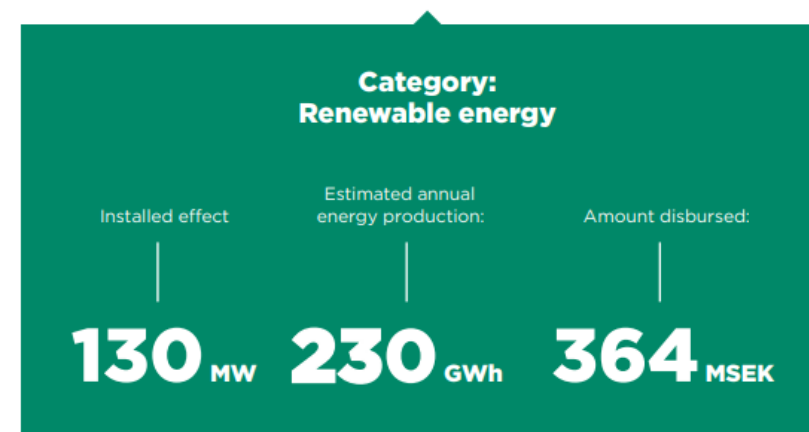 Category:
Renewable energy
Installed effect
Estimated annual
energy production:
Amount disbursed:
130 MW
230 GWh
364 MSEK